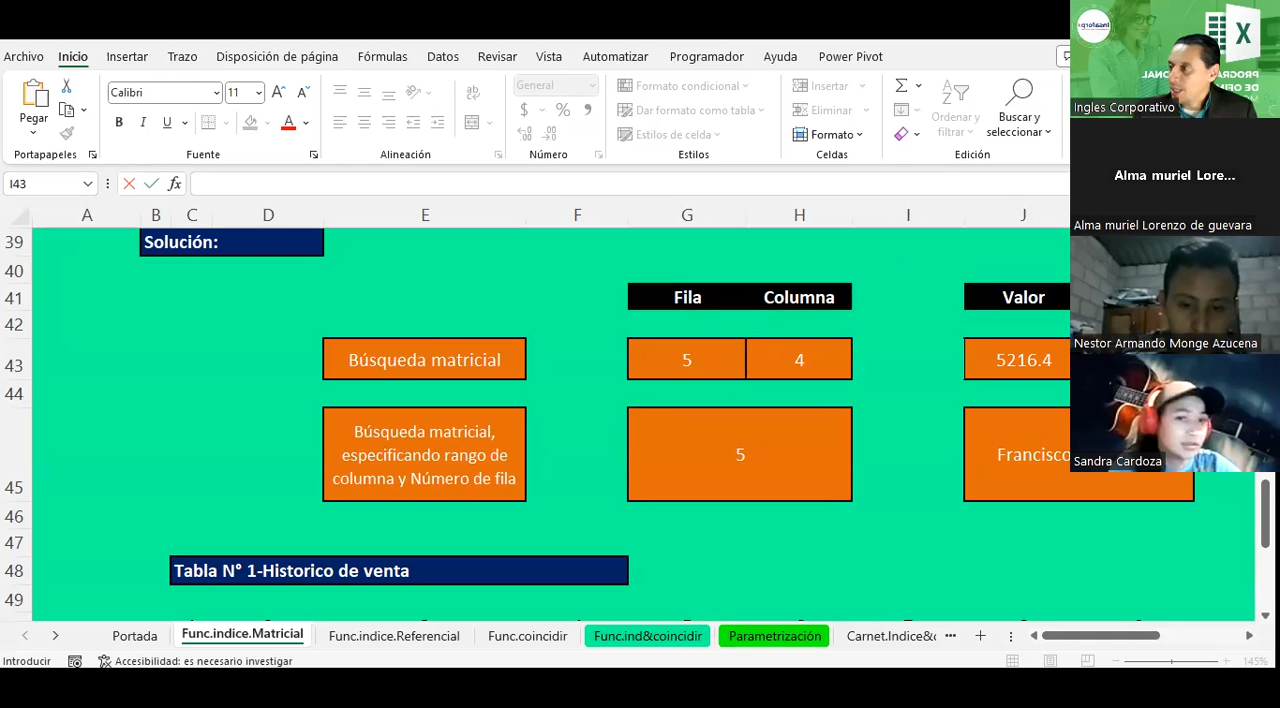 Archivo Inicio Insertar Trazo Disposición de página Fórmulas Datos Revisar Vista Automatizar Programador Ayuda Power Pivot
Pegar
Calibri 11
N K S
General
$ %
Formato condicional
Dar formato como tabla
Estilos de celda
Insertar
Eliminar
Formato
Ordenar y
filtrar
Buscar y
seleccionar
Portapapeles Fuente Alineación Número Estilos Celdas Edición
I43 fx
A B C D E F G H I J
39 Solución:
40
41 Fila Columna Valor
42
43 Búsqueda matricial 5 4 5216.4
44
45 Búsqueda matricial,
especificando rango de
columna y Número de fila
5 Francisco
46
47
48 Tabla N° 1-Historico de venta
49
Portada Func.indice.Matricial Func.indice.Referencial Func.coincidir Func.ind&coincidir Parametrización Carnet.Indice&c
Introducir Accesibilidad: es necesario investigar 145%
Ingles Corporativo
Alma muriel Lore...
Alma muriel Lorenzo de guevara
Nestor Armando Monge Azucena
Sandra Cardoza